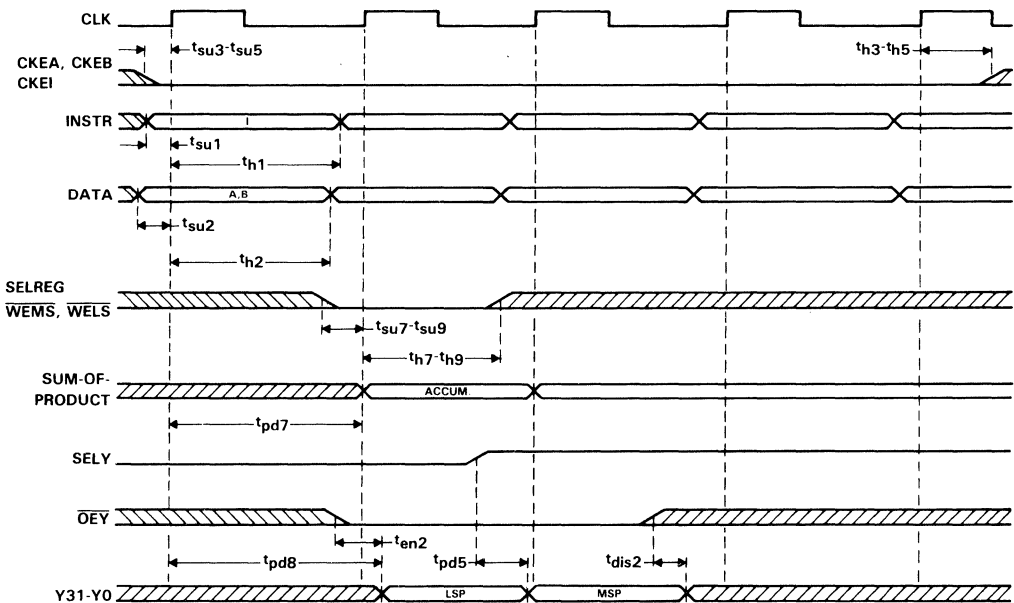 CLK
tsu3-tsu5
th3-th5
CKEA, CKEB
CKEI
INSTR
tsu1
th1
DATA
A,B
tsu2
th2
SELREG
WEMS, WELS
tsu7-tsu9
th7-th9
SUM-OF-
PRODUCT
ACCUM.
tpd7
SELY
OEY
ten2
tpd8
tpd5
tdis2
Y31-Y0
LSP
MSP